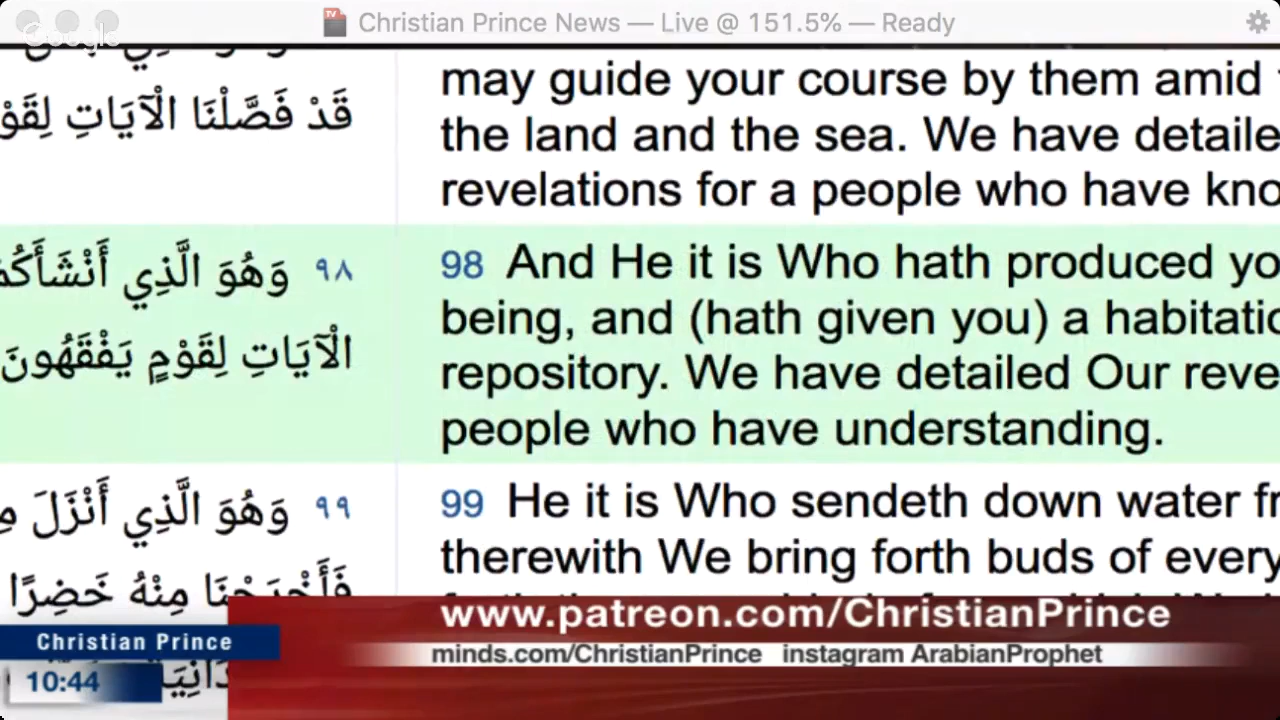 Google
Christian Prince News — Live @ 151.5% — Ready
قَدْ فَصَّلْنَا الْآيَاتِ
٩٨ وَهُوَ الَّذِي
الْآيَاتِ لِقَوْمٍ يَفْقَهُونَ
٩٩ وَهُوَ الَّذِي أَنْزَلَ
فَأَخْرَجْنَا مِنْهُ خَضِرًا
may guide your course by them amid
the land and the sea. We have detaile
revelations for a people who have kno
98 And He it is Who hath produced yo
being, and (hath given you) a habitatio
repository. We have detailed Our reve
people who have understanding.
99 He it is Who sendeth down water fr
therewith We bring forth buds of every
www.patreon.com/ChristianPrince
minds.com/ChristianPrince instagram ArabianProphet
Christian Prince
10:44